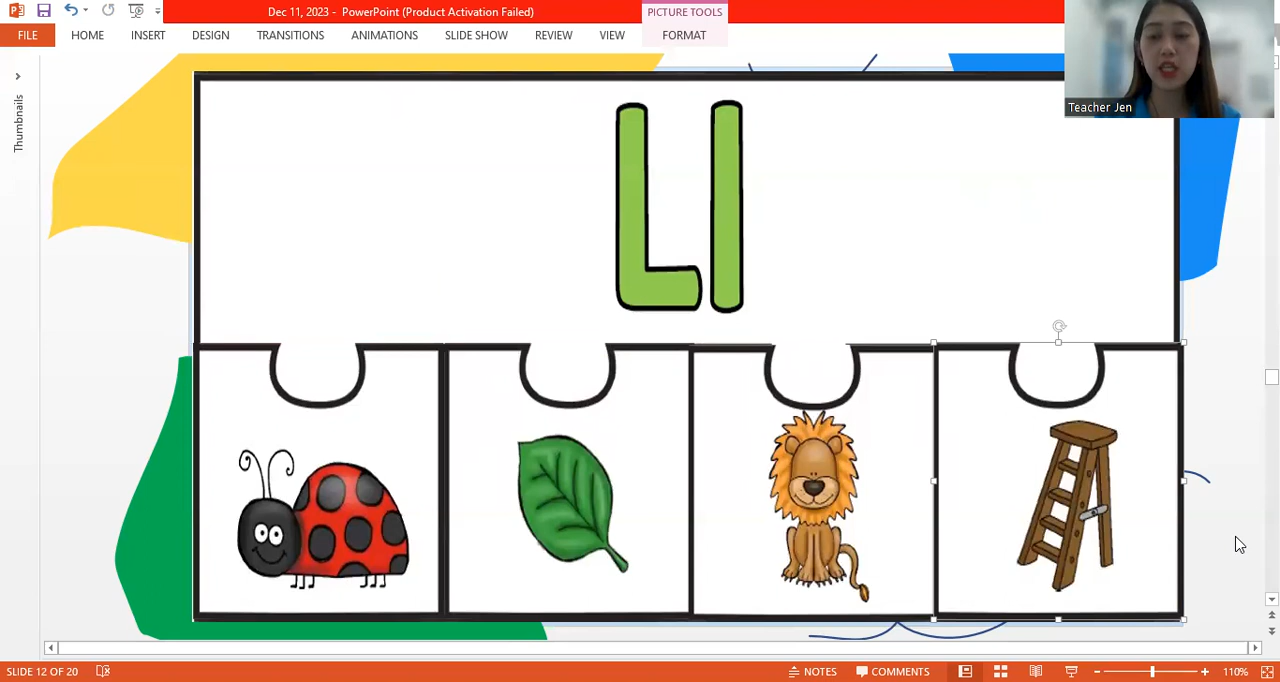 Dec 11, 2023 - PowerPoint (Product Activation Failed)
PICTURE TOOLS
FILE HOME INSERT DESIGN TRANSITIONS ANIMATIONS SLIDE SHOW REVIEW VIEW FORMAT
Teacher Jen
Thumbnails
Ll
SLIDE 12 OF 20 NOTES COMMENTS 110%